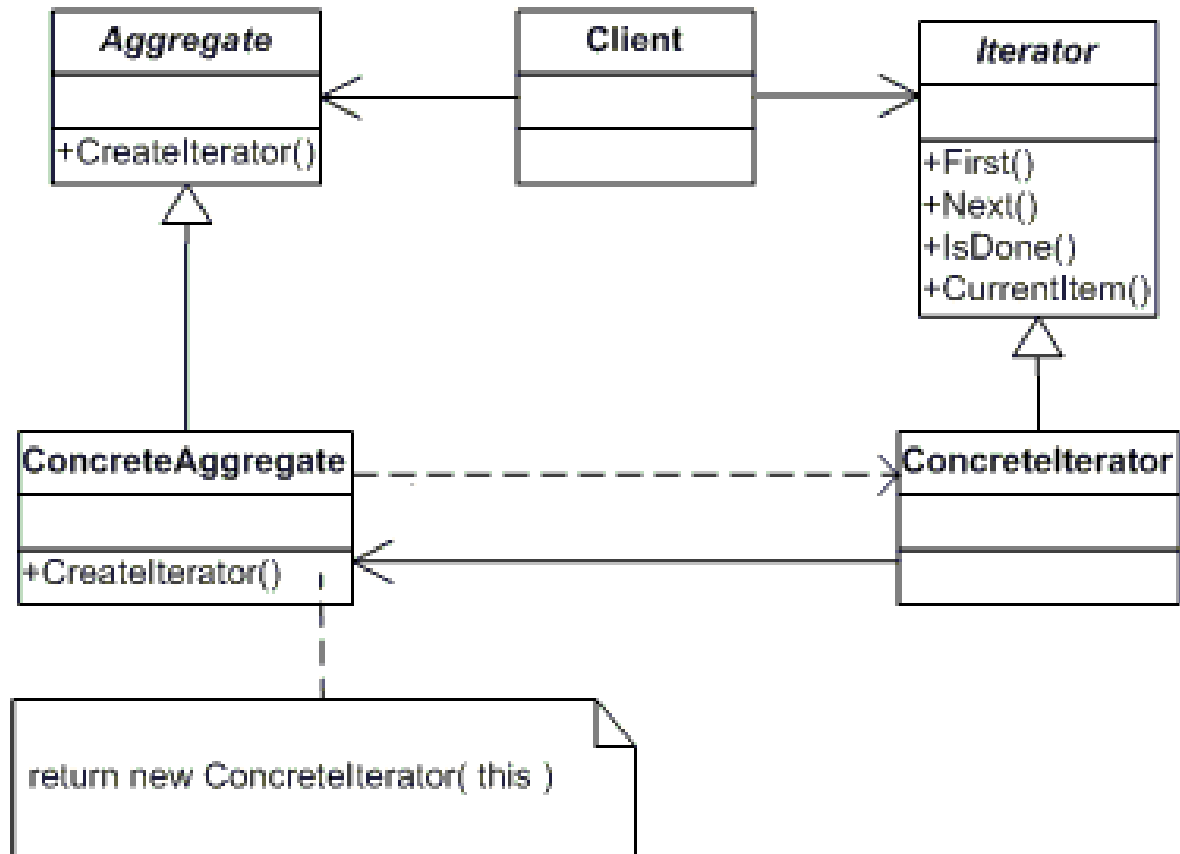 Aggregate
+CreateIterator()
Client
Iterator
+First()
+Next()
+IsDone()
+CurrentItem()
ConcreteAggregate
+CreateIterator()
ConcreteIterator
return new ConcreteIterator( this )